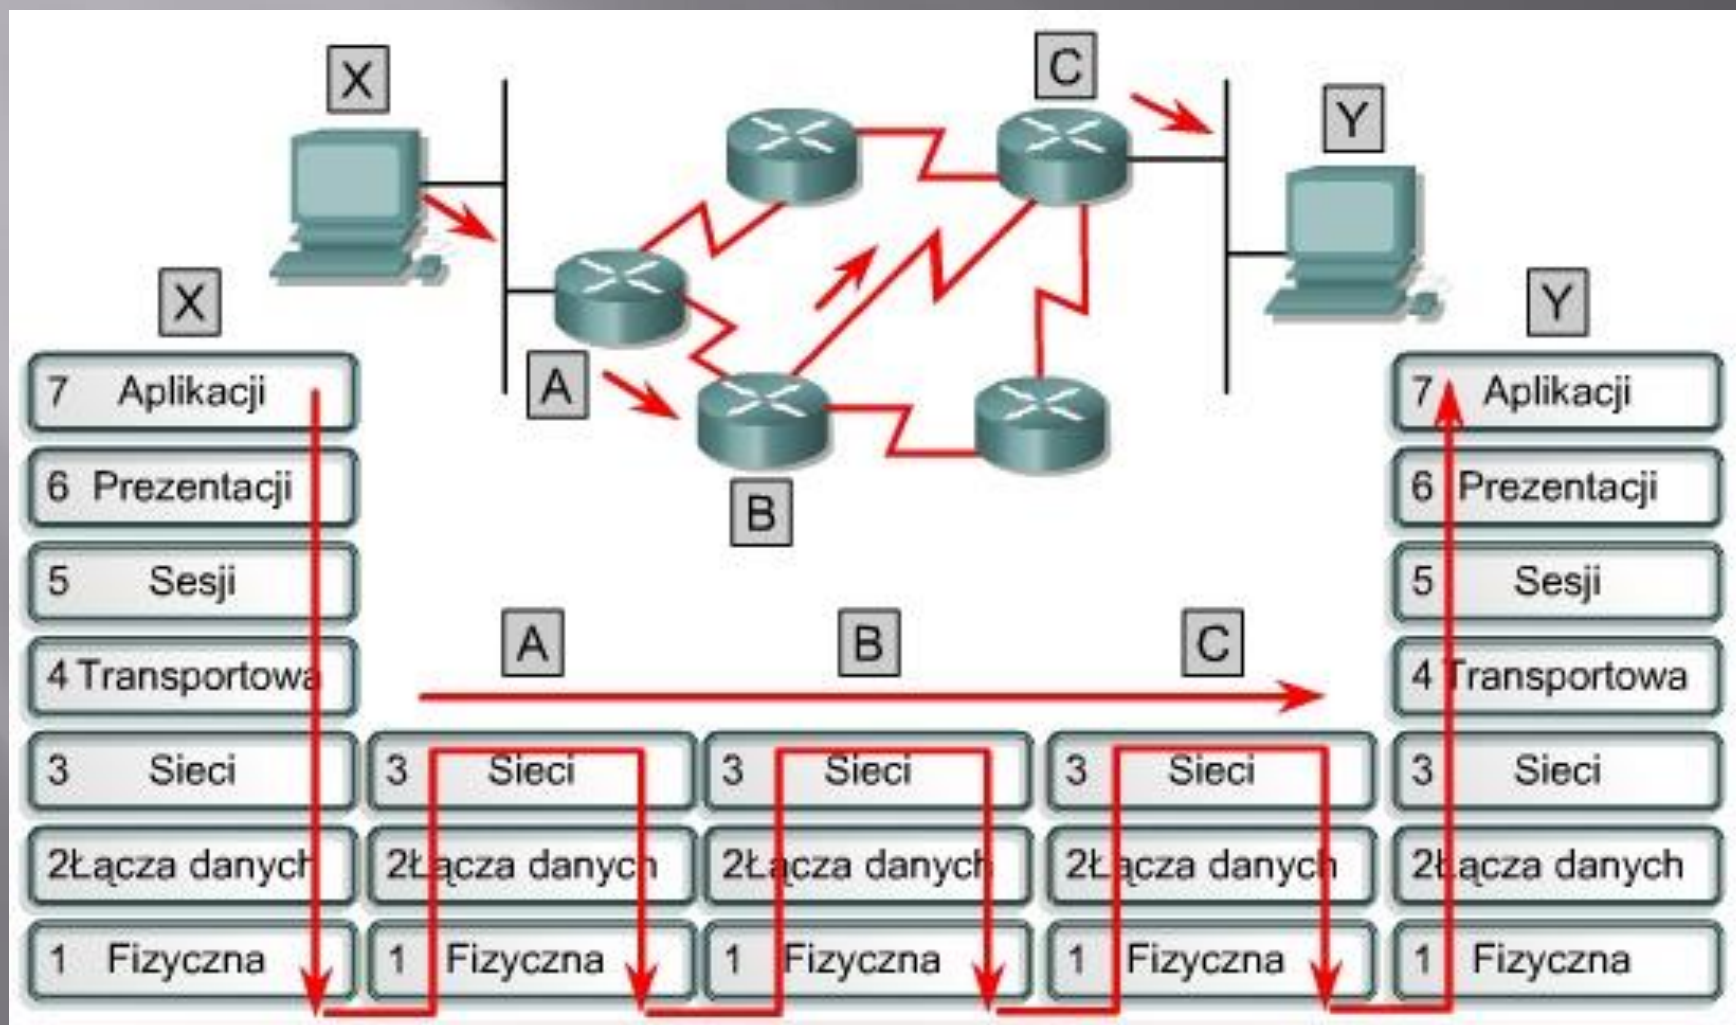 X
C
Y
A
B
X
7 Aplikacji
6 Prezentacji
5 Sesji
4 Transportowa
3 Sieci
2Łącza danych
1 Fizyczna
A
3 Sieci
2Łącza danych
1 Fizyczna
B
3 Sieci
2Łącza danych
1 Fizyczna
C
3 Sieci
2Łącza danych
1 Fizyczna
Y
7 Aplikacji
6 Prezentacji
5 Sesji
4 Transportowa
3 Sieci
2Łącza danych
1 Fizyczna